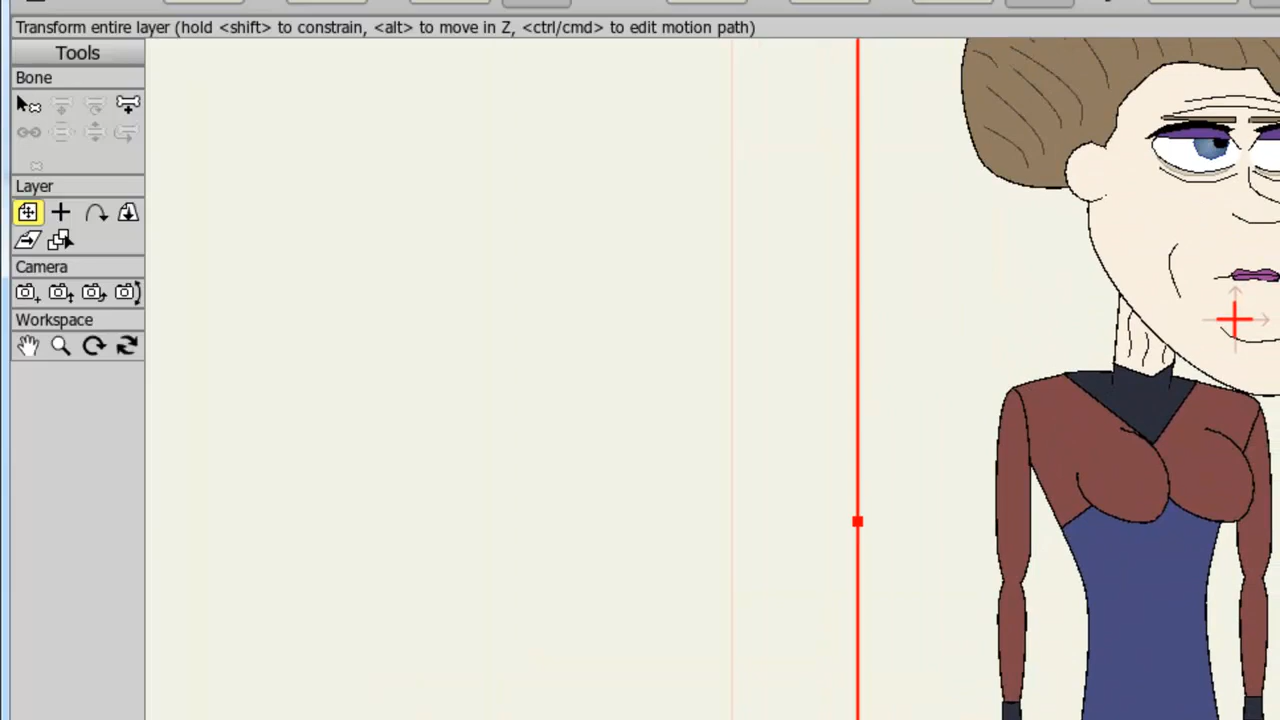 Transform entire layer (hold <shift> to constrain, <alt> to move in Z, <ctrl/cmd> to edit motion path)
Tools
Bone
Layer
Camera
Workspace